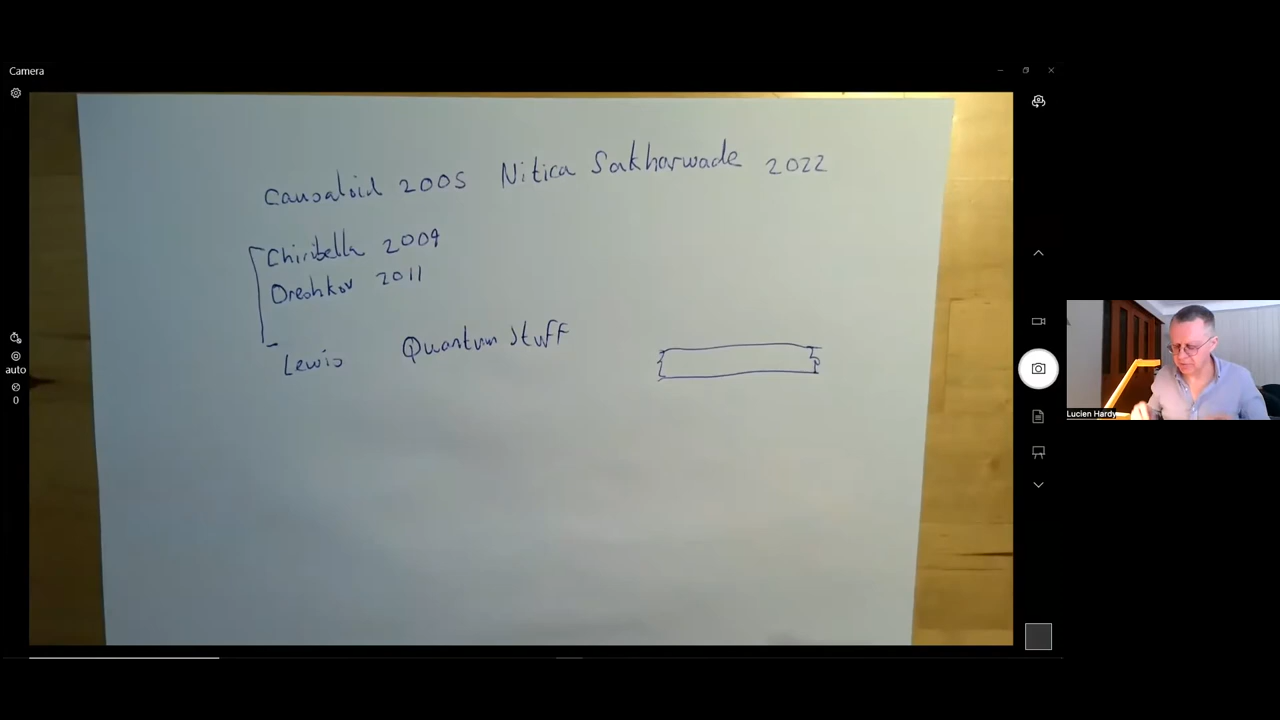 Camera
Causaloid 2005 Nitica Sakharwade 2022
Chiribella 2009
Oreshkov 2011
Lewis Quantum Stuff
auto
0
Lucien Hardy